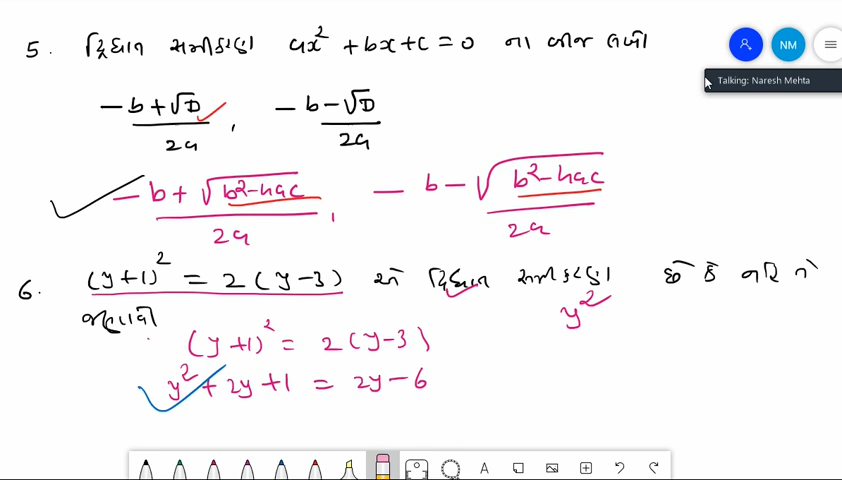 5. દ્વિઘાત સમીકરણ ax² + bx + c = 0 ના બીજ લખો
NM
Talking: Naresh Mehta
-b + √D / 2a , -b - √D / 2a
-b + √b² - 4ac / 2a , -b - √b² - 4ac / 2a
6. (y+1)² = 2(y-3) એ દ્વિઘાત સમીકરણ છે કે નહિ તે
જણાવો
y²
(y+1)² = 2(y-3)
y² + 2y + 1 = 2y - 6
A